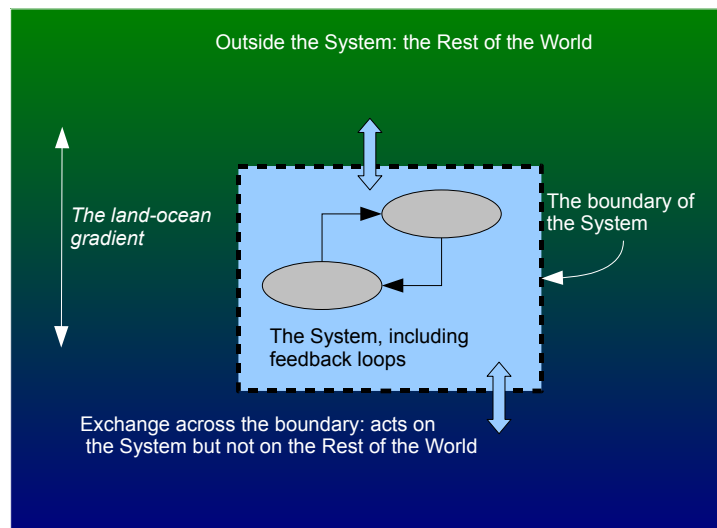 Outside the System: the Rest of the World
The land-ocean
gradient
The boundary of
the System
The System, including
feedback loops
Exchange across the boundary: acts on
the System but not on the Rest of the World